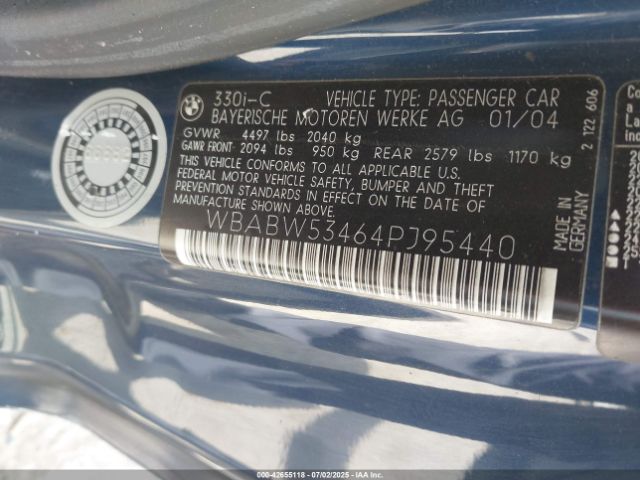 BMW
330i-C VEHICLE TYPE: PASSENGER CAR
BAYERISCHE MOTOREN WERKE AG 01/04
GVWR 4497 lbs 2040 kg
GAWR FRONT: 2094 lbs 950 kg REAR 2579 lbs 1170 kg
THIS VEHICLE CONFORMS TO ALL APPLICABLE U.S.
FEDERAL MOTOR VEHICLE SAFETY, BUMPER AND THEFT
PREVENTION STANDARDS IN EFFECT ON THE DATE OF
MANUFACTURE SHOWN ABOVE.
WBABW53464PJ95440
MADE IN
GERMANY
2 122 606
000-42655118 - 07/02/2025 - IAAI.COM